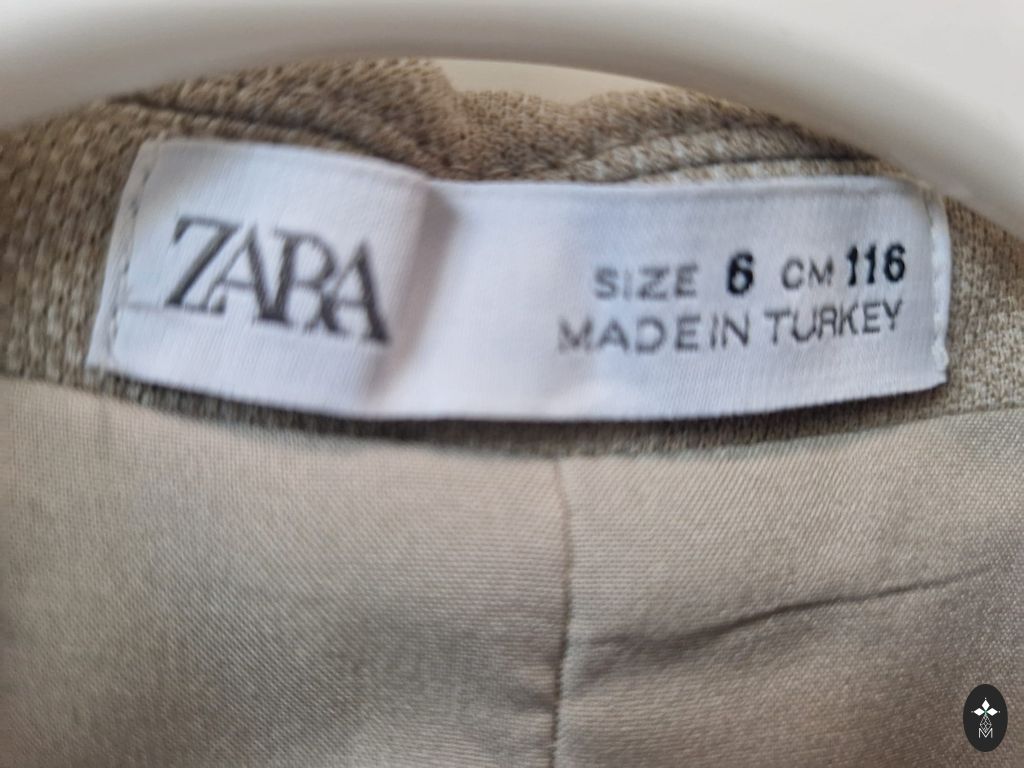 ZARA
SIZE 6 CM 116
MADE IN TURKEY
M